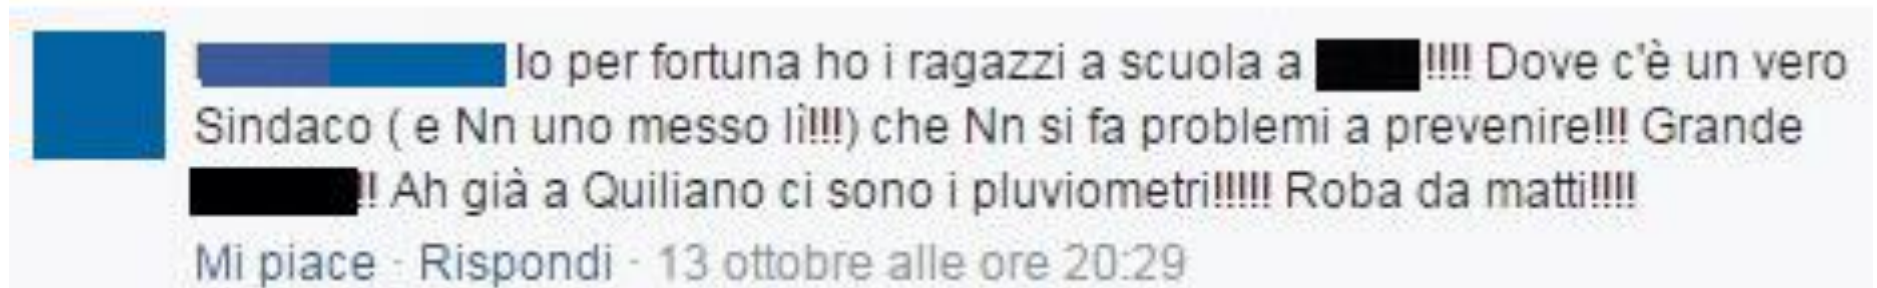 Io per fortuna ho i ragazzi a scuola a !!!! Dove c'è un vero
Sindaco ( e Nn uno messo lì!!!) che Nn si fa problemi a prevenire!!! Grande
!! Ah già a Quiliano ci sono i pluviometri!!!!! Roba da matti!!!!
Mi piace · Rispondi · 13 ottobre alle ore 20:29